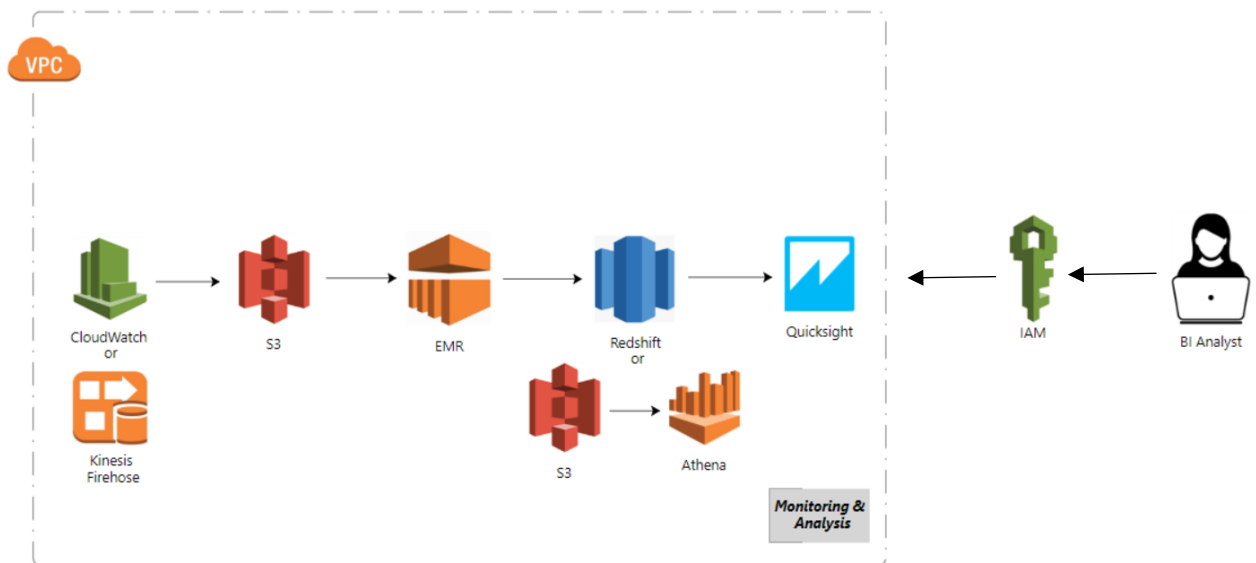 VPC
CloudWatch
or
Kinesis
Firehose
S3
EMR
Redshift
or
S3
Athena
Quicksight
IAM
BI Analyst
Monitoring &
Analysis